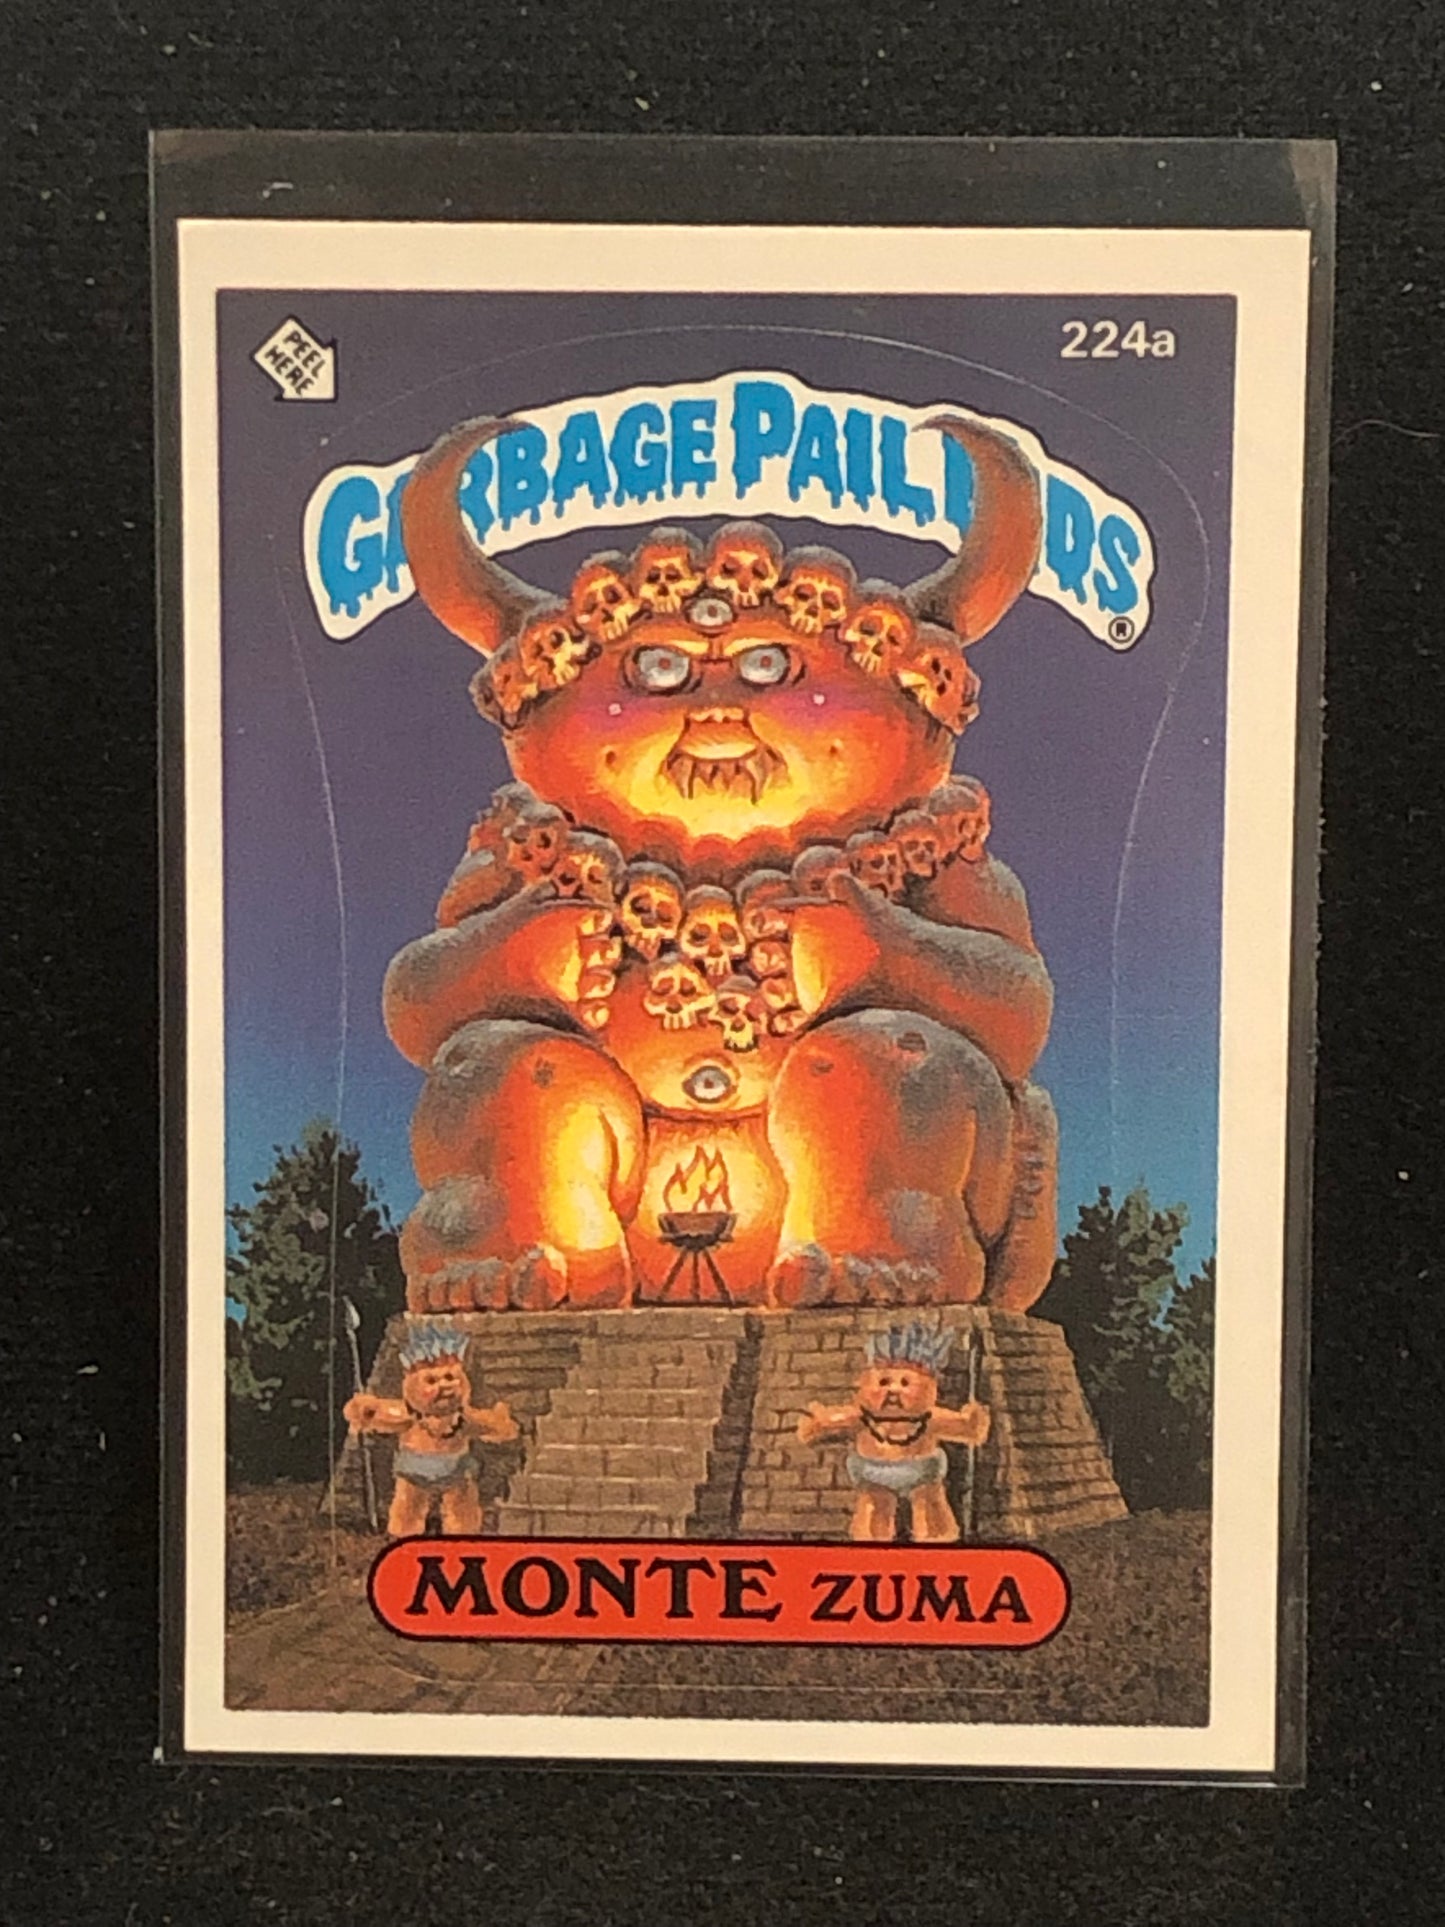 PEEL
HERE
224a
GARBAGE PAIL KIDS
®
MONTE ZUMA